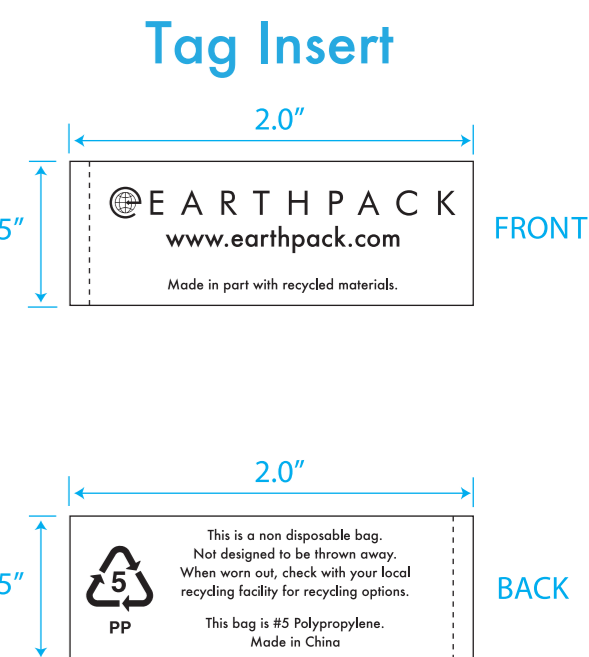 Tag Insert
2.0"
5"
EARTHPACK
www.earthpack.com
Made in part with recycled materials.
FRONT
2.0"
5"
This is a non disposable bag.
Not designed to be thrown away.
When worn out, check with your local
recycling facility for recycling options.
This bag is #5 Polypropylene.
Made in China
5
PP
BACK